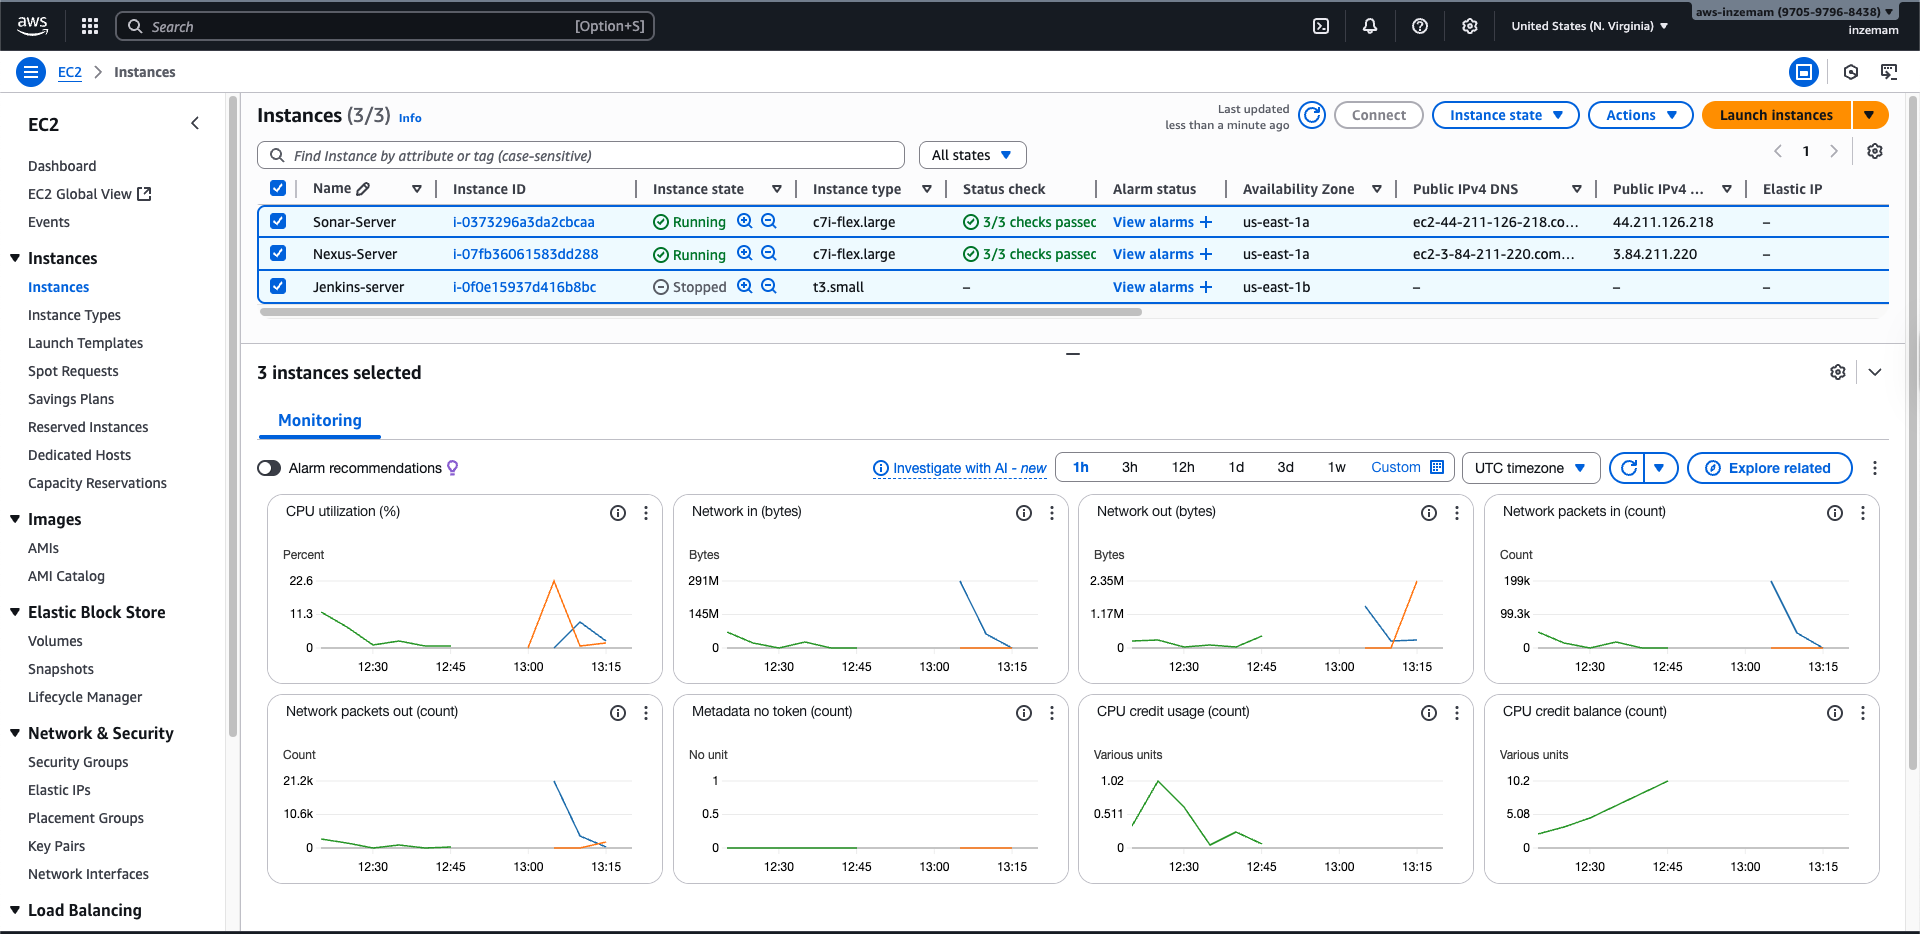 aws
Search [Option+S]
United States (N. Virginia)
aws-inzemam (9705-9796-8438)
inzemam
EC2 > Instances
EC2
Dashboard
EC2 Global View
Events
Instances
Instances
Instance Types
Launch Templates
Spot Requests
Savings Plans
Reserved Instances
Dedicated Hosts
Capacity Reservations
Images
AMIs
AMI Catalog
Elastic Block Store
Volumes
Snapshots
Lifecycle Manager
Network & Security
Security Groups
Elastic IPs
Placement Groups
Key Pairs
Network Interfaces
Load Balancing
Instances (3/3) Info
Last updated
less than a minute ago
Connect Instance state Actions Launch instances
Find Instance by attribute or tag (case-sensitive) All states 1
Name Instance ID Instance state Instance type Status check Alarm status Availability Zone Public IPv4 DNS Public IPv4 ... Elastic IP
Sonar-Server i-0373296a3da2cbcaa Running c7i-flex.large 3/3 checks passed View alarms + us-east-1a ec2-44-211-126-218.co... 44.211.126.218 –
Nexus-Server i-07fb36061583dd288 Running c7i-flex.large 3/3 checks passed View alarms + us-east-1a ec2-3-84-211-220.com... 3.84.211.220 –
Jenkins-server i-0f0e15937d416b8bc Stopped t3.small – View alarms + us-east-1b – – –
3 instances selected
Monitoring
Alarm recommendations Investigate with AI - new 1h 3h 12h 1d 3d 1w Custom UTC timezone Explore related
CPU utilization (%)
Percent
22.6
11.3
0
12:30 12:45 13:00 13:15
Network in (bytes)
Bytes
291M
145M
0
12:30 12:45 13:00 13:15
Network out (bytes)
Bytes
2.35M
1.17M
0
12:30 12:45 13:00 13:15
Network packets in (count)
Count
199k
99.3k
0
12:30 12:45 13:00 13:15
Network packets out (count)
Count
21.2k
10.6k
0
12:30 12:45 13:00 13:15
Metadata no token (count)
No unit
1
0.5
0
12:30 12:45 13:00 13:15
CPU credit usage (count)
Various units
1.02
0.511
0
12:30 12:45 13:00 13:15
CPU credit balance (count)
Various units
10.2
5.08
0
12:30 12:45 13:00 13:15